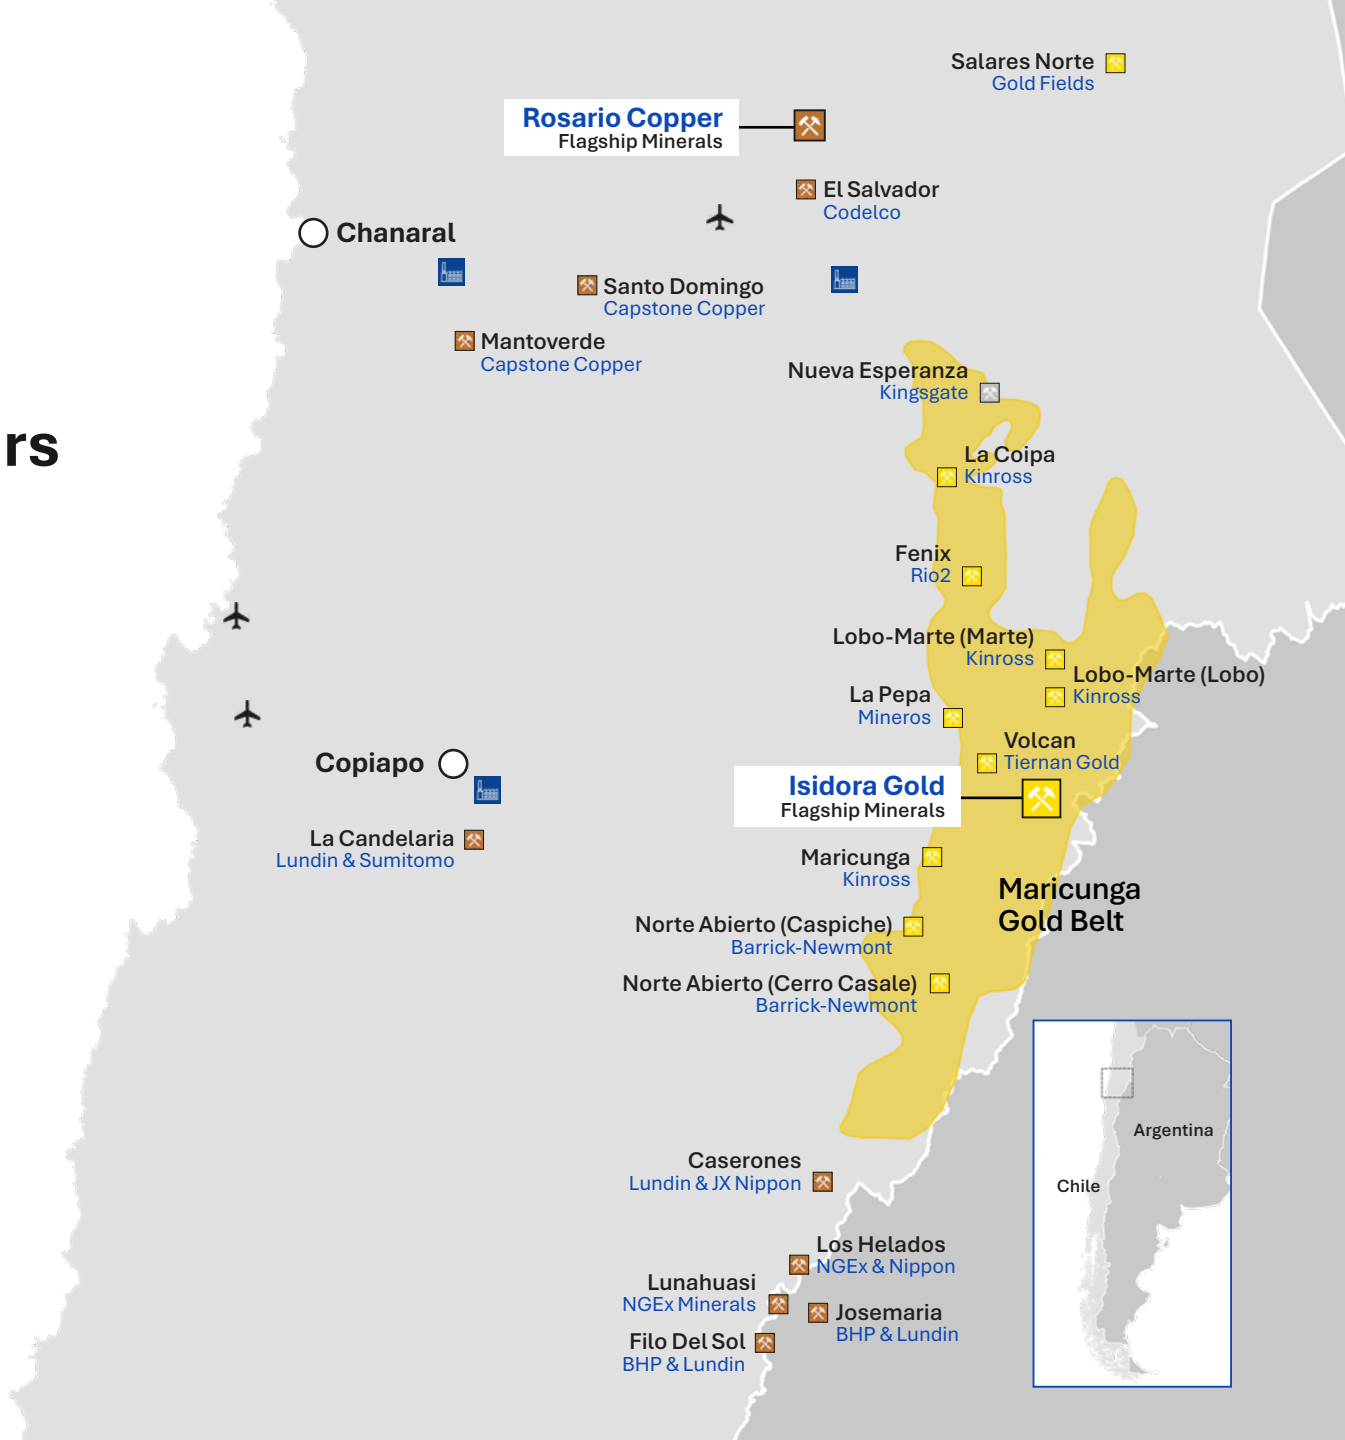 Salares Norte
Gold Fields
Rosario Copper
Flagship Minerals
El Salvador
Codelco
Chanaral
Santo Domingo
Capstone Copper
Mantoverde
Capstone Copper
Nueva Esperanza
Kingsgate
rs
La Coipa
Kinross
Fenix
Rio2
Lobo-Marte (Marte)
Kinross
Lobo-Marte (Lobo)
Kinross
La Pepa
Mineros
Volcan
Tiernan Gold
Copiapo
Isidora Gold
Flagship Minerals
La Candelaria
Lundin & Sumitomo
Maricunga
Kinross
Maricunga
Gold Belt
Norte Abierto (Caspiche)
Barrick-Newmont
Norte Abierto (Cerro Casale)
Barrick-Newmont
Argentina
Chile
Caserones
Lundin & JX Nippon
Los Helados
NGEx & Nippon
Lunahuasi
NGEx Minerals
Josemaria
BHP & Lundin
Filo Del Sol
BHP & Lundin